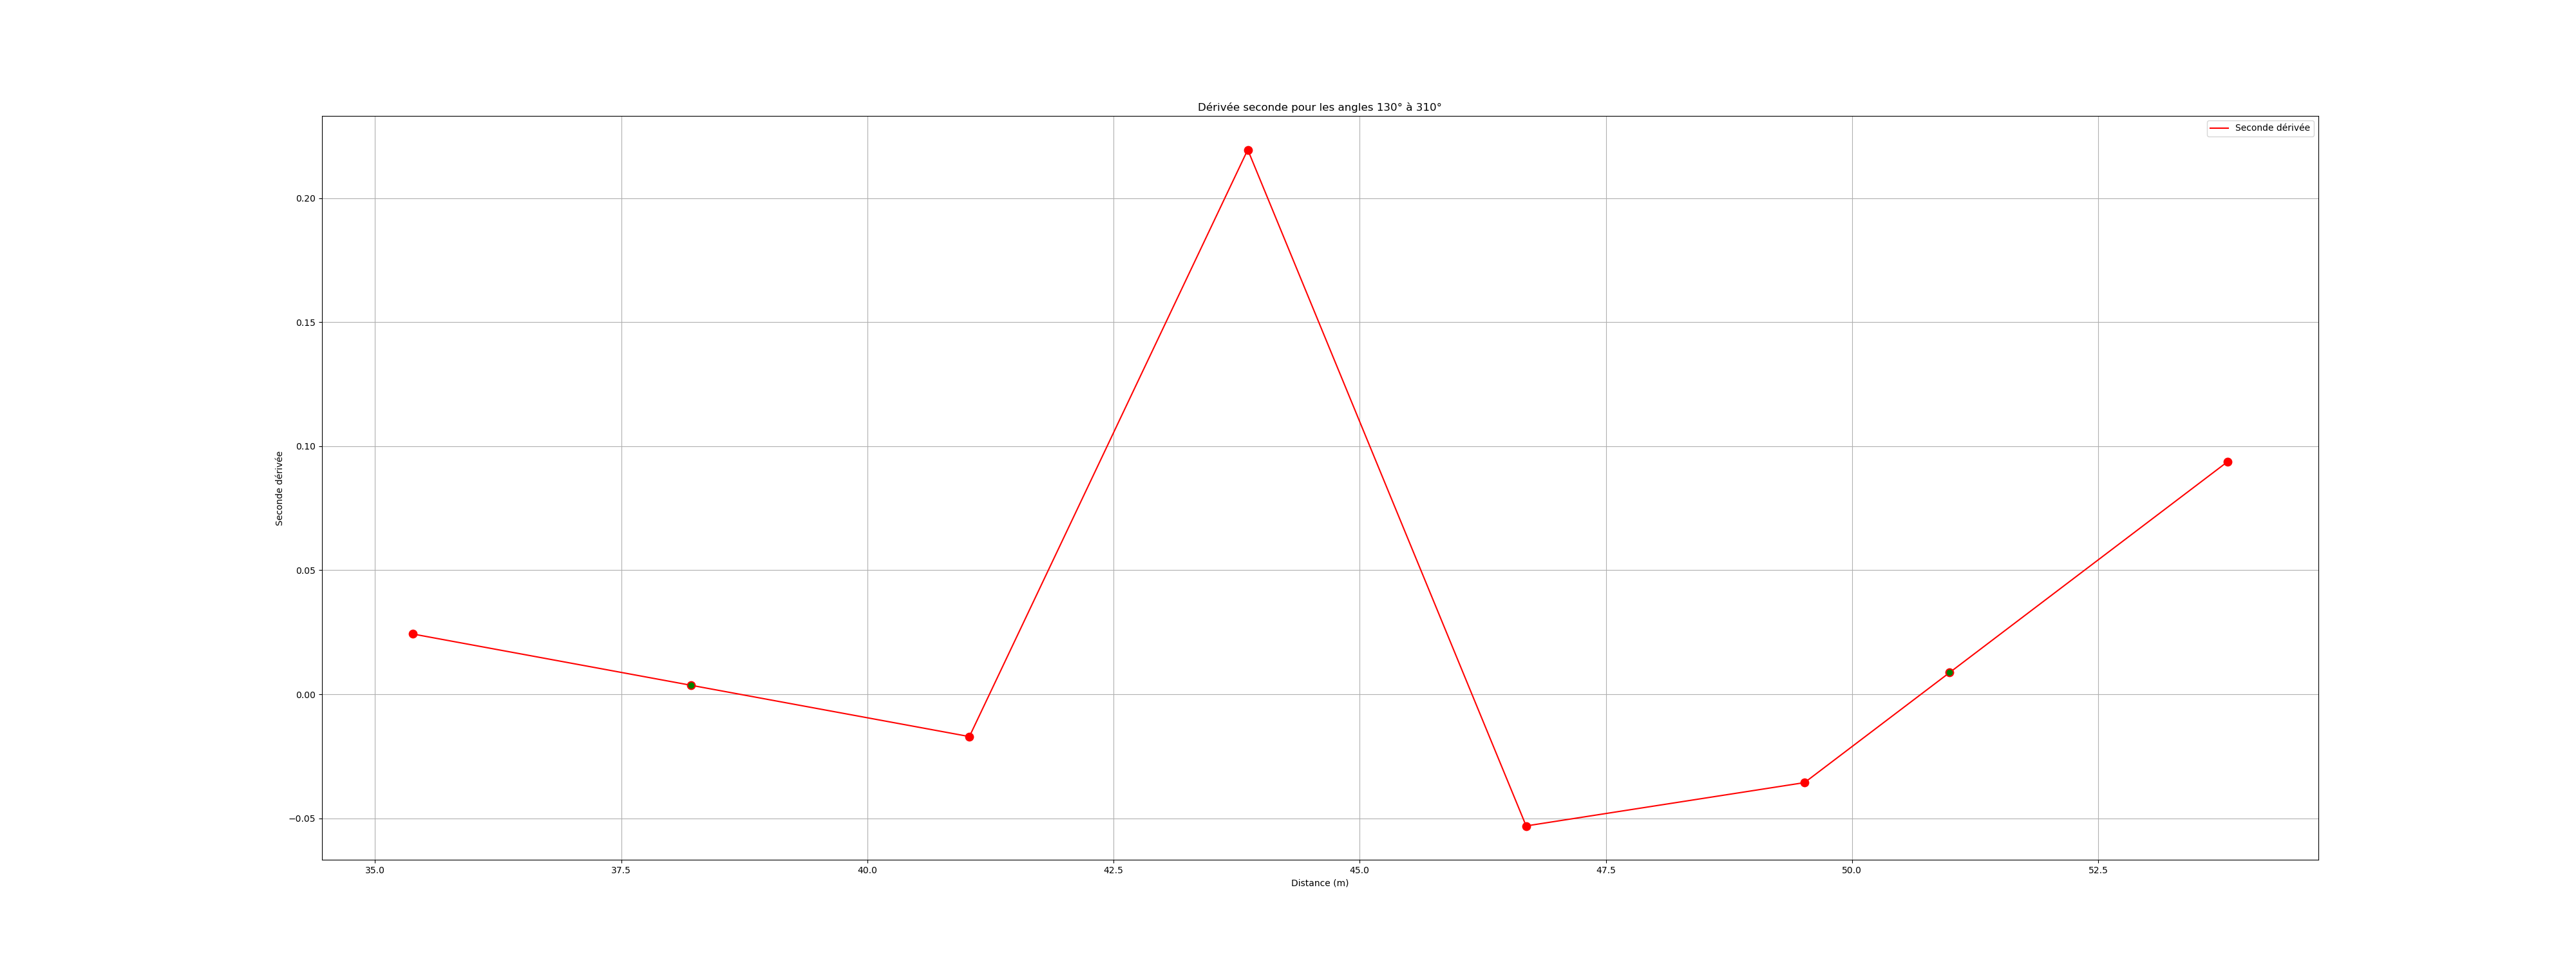 Dérivée seconde pour les angles 130° à 310°
Seconde dérivée
0.20
0.15
0.10
0.05
0.00
−0.05
Seconde dérivée
35.0 37.5 40.0 42.5 45.0 47.5 50.0 52.5
Distance (m)